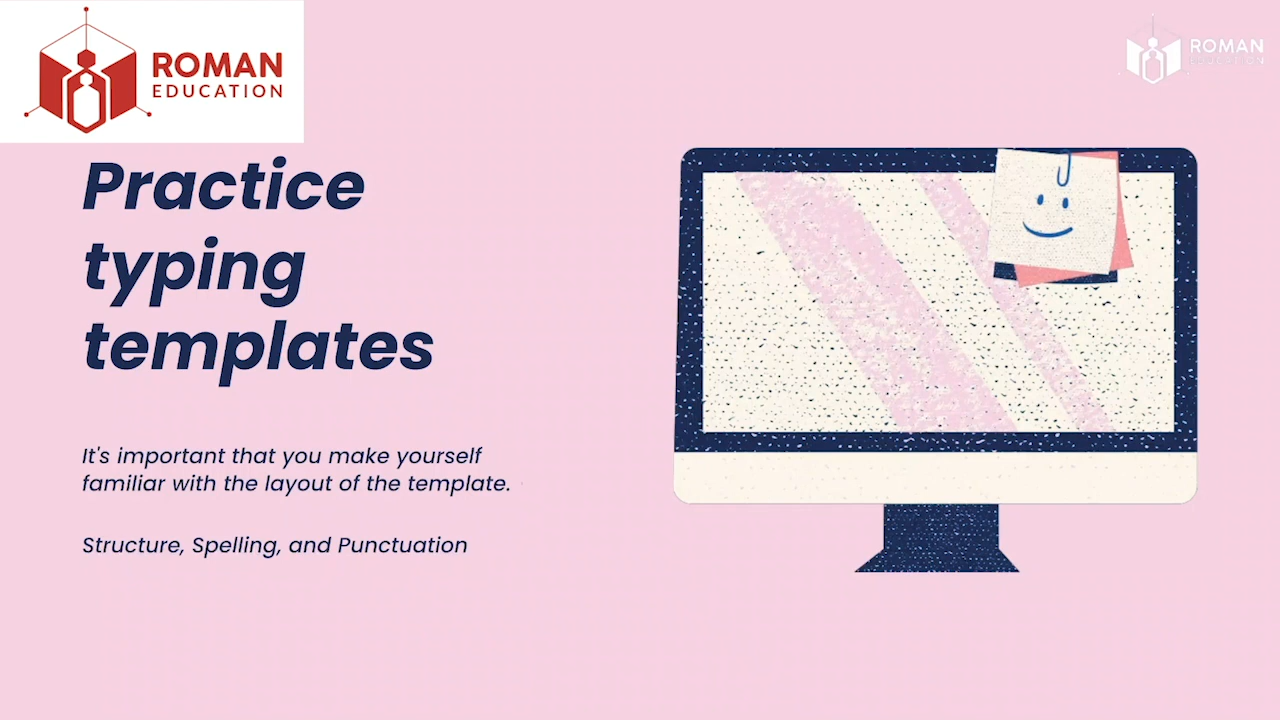 ROMAN
EDUCATION
ROMAN
EDUCATION
Practice
typing
templates
It's important that you make yourself
familiar with the layout of the template.
Structure, Spelling, and Punctuation